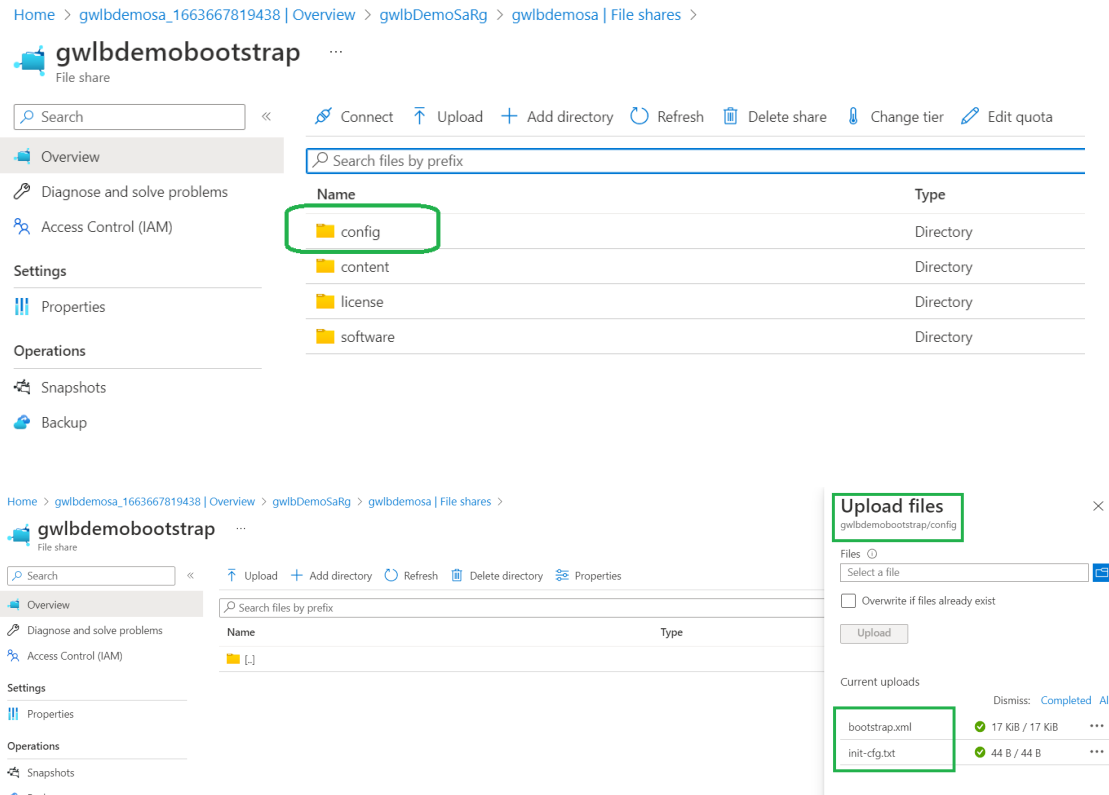 Home > gwlbdemosa_1663667819438 | Overview > gwlbDemoSaRg > gwlbdemosa | File shares >
gwlbdemobootstrap ...
File share
Search «
Connect Upload Add directory Refresh Delete share Change tier Edit quota
Overview
Search files by prefix
Diagnose and solve problems
Name Type
Access Control (IAM)
config Directory
Settings
content Directory
Properties
license Directory
Operations
software Directory
Snapshots
Backup
Home > gwlbdemosa_1663667819438 | Overview > gwlbDemoSaRg > gwlbdemosa | File shares >
gwlbdemobootstrap ...
File share
Search «
Upload Add directory Refresh Delete directory Properties
Overview
Search files by prefix
Diagnose and solve problems
Name Type
Access Control (IAM)
[..]
Settings
Properties
Operations
Snapshots
Upload files
gwlbdemobootstrap/config
Files
Select a file
Overwrite if files already exist
Upload
Current uploads
Dismiss: Completed Al
bootstrap.xml 17 KiB / 17 KiB ...
init-cfg.txt 44 B / 44 B ...